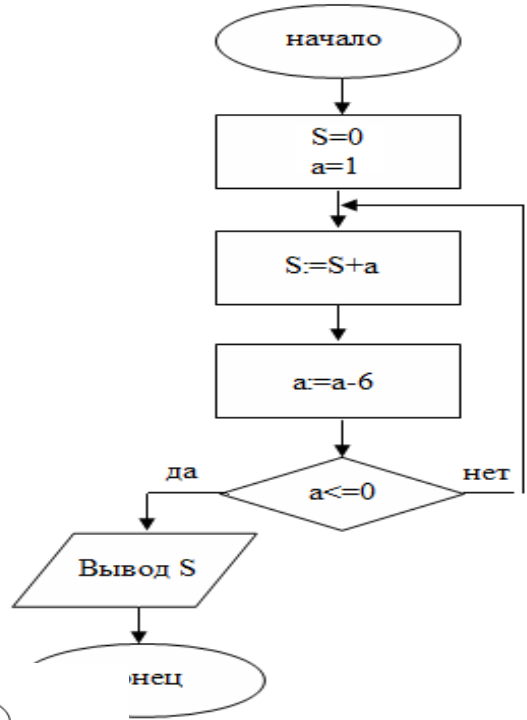 начало
S=0
a=1
S:=S+a
a:=a-6
да
нет
a<=0
Вывод S